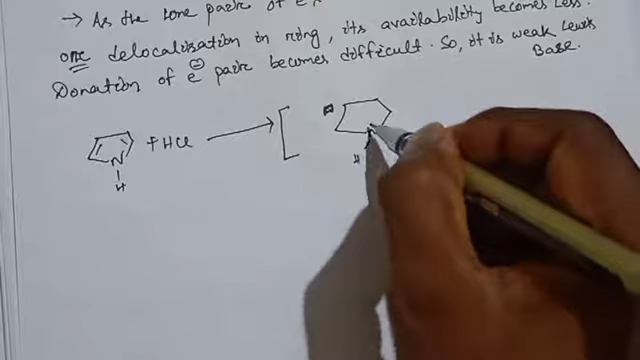 → As the lone pair of e
one delocalisation in ring, its availability becomes less.
Donation of e⊖ pair becomes difficult. So, it is weak Lewis
Base.
N + HCl → [
H H